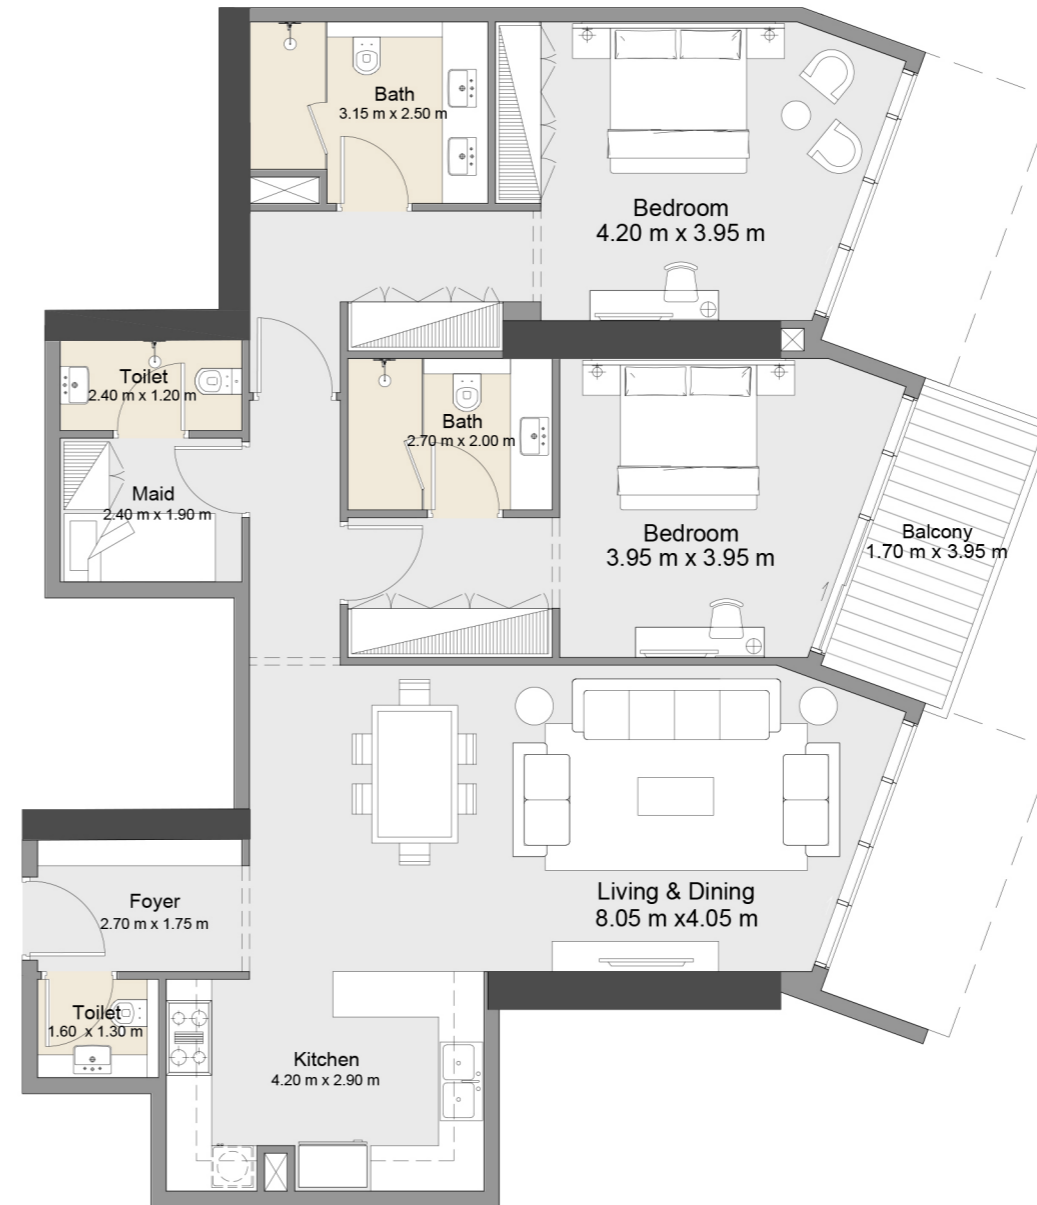 Bath
3.15 m x 2.50 m
Bedroom
4.20 m x 3.95 m
Toilet
2.40 m x 1.20 m
Bath
2.70 m x 2.00 m
Maid
2.40 m x 1.90 m
Bedroom
3.95 m x 3.95 m
Balcony
1.70 m x 3.95 m
Living & Dining
8.05 m x4.05 m
Foyer
2.70 m x 1.75 m
Toilet
1.60 x 1.30 m
Kitchen
4.20 m x 2.90 m